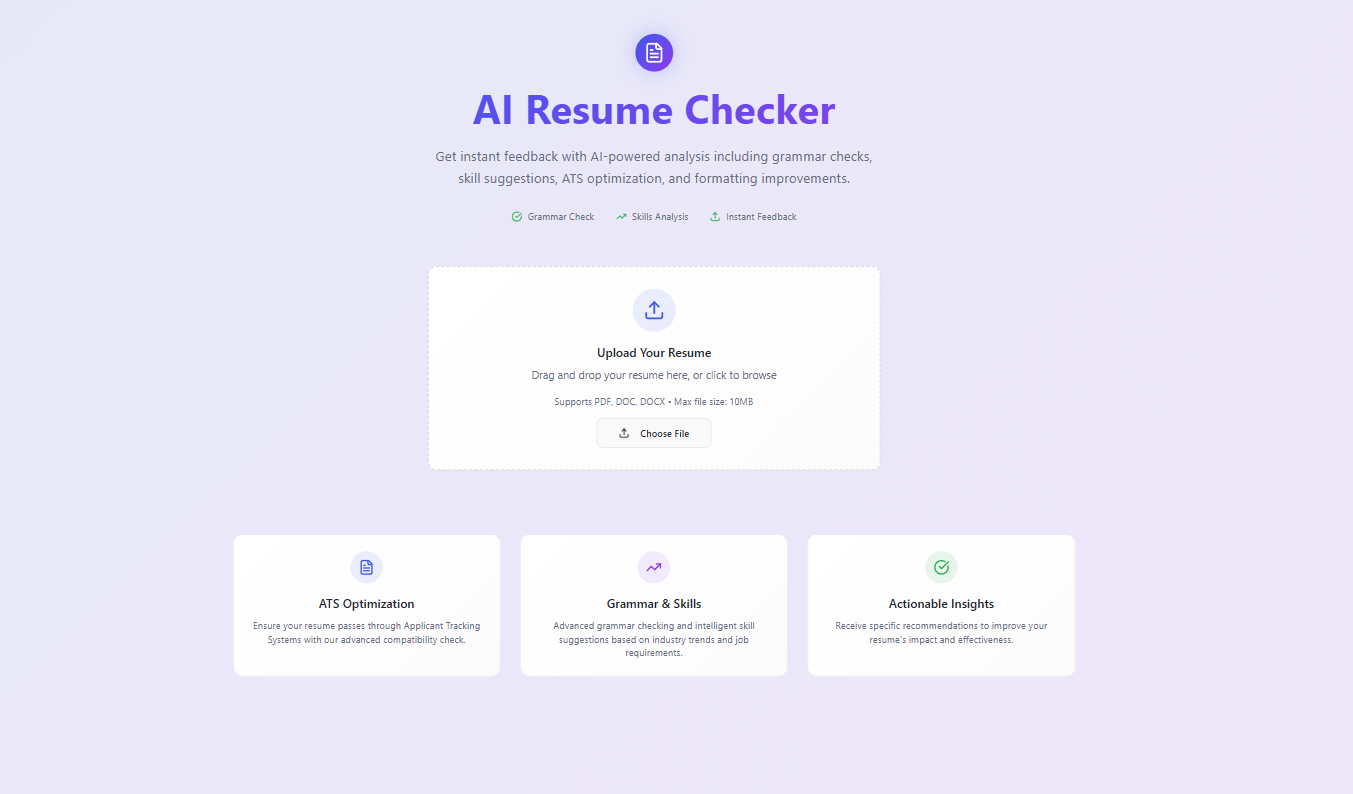 AI Resume Checker
Get instant feedback with AI-powered analysis including grammar checks,
skill suggestions, ATS optimization, and formatting improvements.
Grammar Check
Skills Analysis
Instant Feedback
Upload Your Resume
Drag and drop your resume here, or click to browse
Supports PDF, DOC, DOCX • Max file size: 10MB
Choose File
ATS Optimization
Ensure your resume passes through Applicant Tracking
Systems with our advanced compatibility check.
Grammar & Skills
Advanced grammar checking and intelligent skill
suggestions based on industry trends and job
requirements.
Actionable Insights
Receive specific recommendations to improve your
resume's impact and effectiveness.